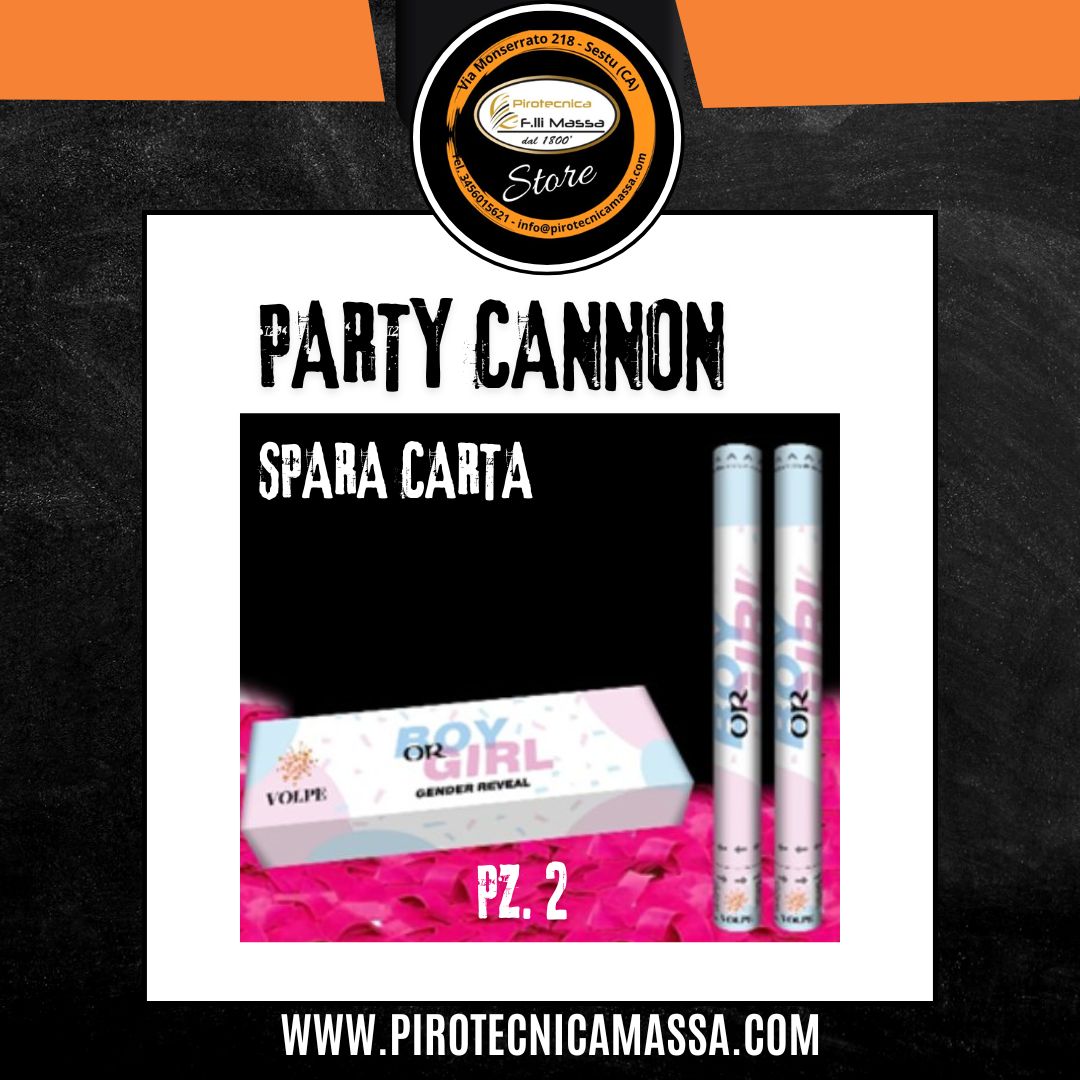 Via Monserrato 218 - Sestu (CA)
Pirotecnica
F.lli Massa
dal 1800'
Store
Tel. 3456015621 - info@pirotecnicamassa.com
PARTY CANNON
SPARA CARTA
BOY
OR
GIRL
BOY
OR
GIRL
BOY
OR
GIRL
GENDER REVEAL
VOLPE
PZ. 2
VOLPE
VOLPE
WWW.PIROTECNICAMASSA.COM